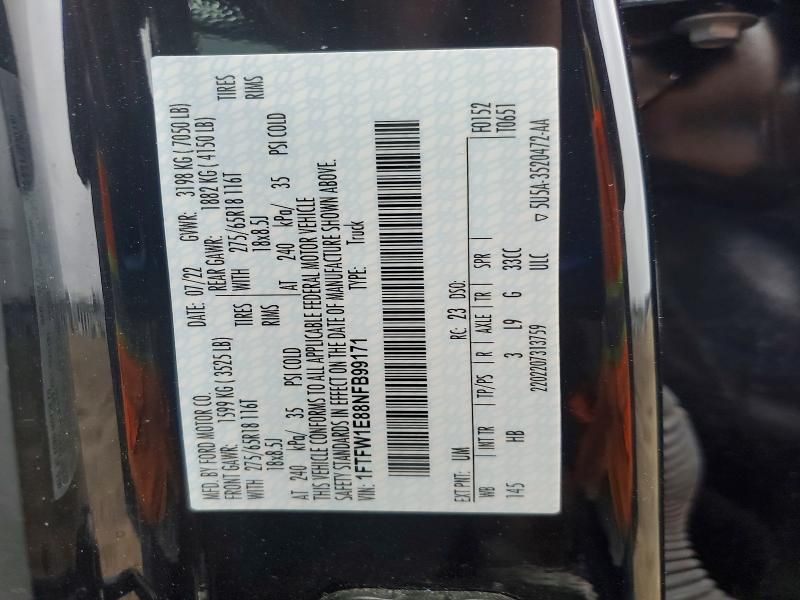 MFD. BY FORD MOTOR CO.
DATE: 07/22 GVWR: 3198 KG ( 7050 LB)
FRONT GAWR: 1599 KG ( 3525 LB) REAR GAWR: 1882 KG ( 4150 LB)
WITH 275/65R18 116T TIRES WITH 275/65R18 116T TIRES
18x8.5J RIMS 18x8.5J RIMS
AT 240 kPa/ 35 PSI COLD AT 240 kPa/ 35 PSI COLD
THIS VEHICLE CONFORMS TO ALL APPLICABLE FEDERAL MOTOR VEHICLE
SAFETY STANDARDS IN EFFECT ON THE DATE OF MANUFACTURE SHOWN ABOVE.
VIN: 1FTFW1E88NFB99171 TYPE: Truck
F0152
T0651
EXT PNT: UM RC: 23 DSO:
WB INT TR TP/PS R AXLE TR SPR
145 HB 3 L9 G 33CC
2202207313759 ULC
▽ 5U5A-3520472-AA